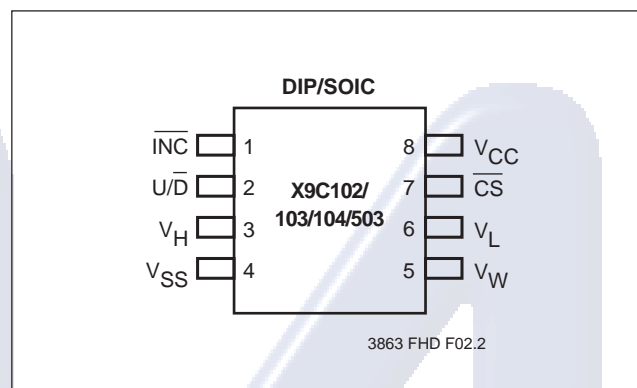 DIP/SOIC
INC 1 8 VCC
U/D 2 X9C102/ 7 CS
103/104/503
VH 3 6 VL
VSS 4 5 VW
3863 FHD F02.2